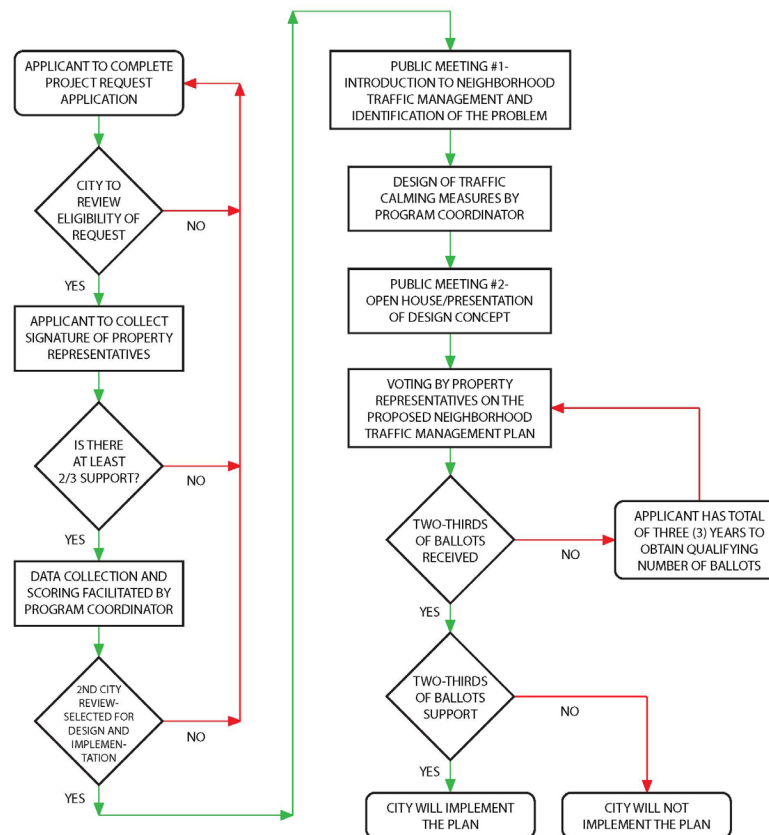 APPLICANT TO COMPLETE
PROJECT REQUEST
APPLICATION
CITY TO
REVIEW
ELIGIBILITY OF
REQUEST
NO
YES
APPLICANT TO COLLECT
SIGNATURE OF PROPERTY
REPRESENTATIVES
IS THERE
AT LEAST
2/3 SUPPORT?
NO
YES
DATA COLLECTION AND
SCORING FACILITATED BY
PROGRAM COORDINATOR
2ND CITY
REVIEW-
SELECTED FOR
DESIGN AND
IMPLEMEN-
TATION
NO
YES
PUBLIC MEETING #1-
INTRODUCTION TO NEIGHBORHOOD
TRAFFIC MANAGEMENT AND
IDENTIFICATION OF THE PROBLEM
DESIGN OF TRAFFIC
CALMING MEASURES BY
PROGRAM COORDINATOR
PUBLIC MEETING #2-
OPEN HOUSE/PRESENTATION
OF DESIGN CONCEPT
VOTING BY PROPERTY
REPRESENTATIVES ON THE
PROPOSED NEIGHBORHOOD
TRAFFIC MANAGEMENT PLAN
TWO-THIRDS
OF BALLOTS
RECEIVED
NO
APPLICANT HAS TOTAL
OF THREE (3) YEARS TO
OBTAIN QUALIFYING
NUMBER OF BALLOTS
YES
TWO-THIRDS
OF BALLOTS
SUPPORT
NO
YES
CITY WILL IMPLEMENT
THE PLAN
CITY WILL NOT
IMPLEMENT THE PLAN